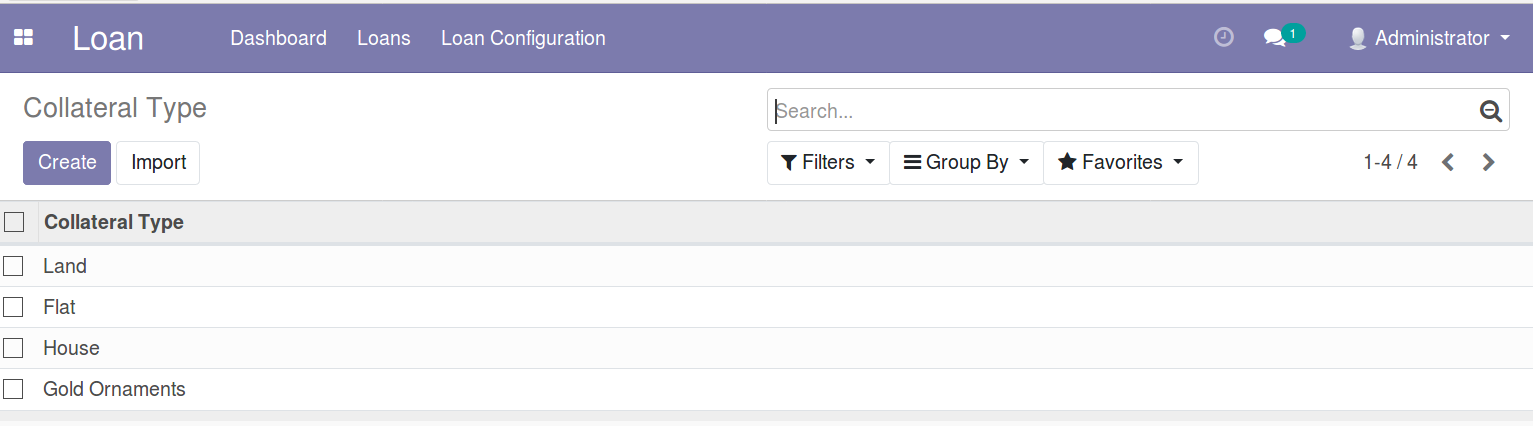 Loan Dashboard Loans Loan Configuration 1 Administrator
Collateral Type Search...
Create Import Filters Group By Favorites 1-4 / 4
Collateral Type
Land
Flat
House
Gold Ornaments